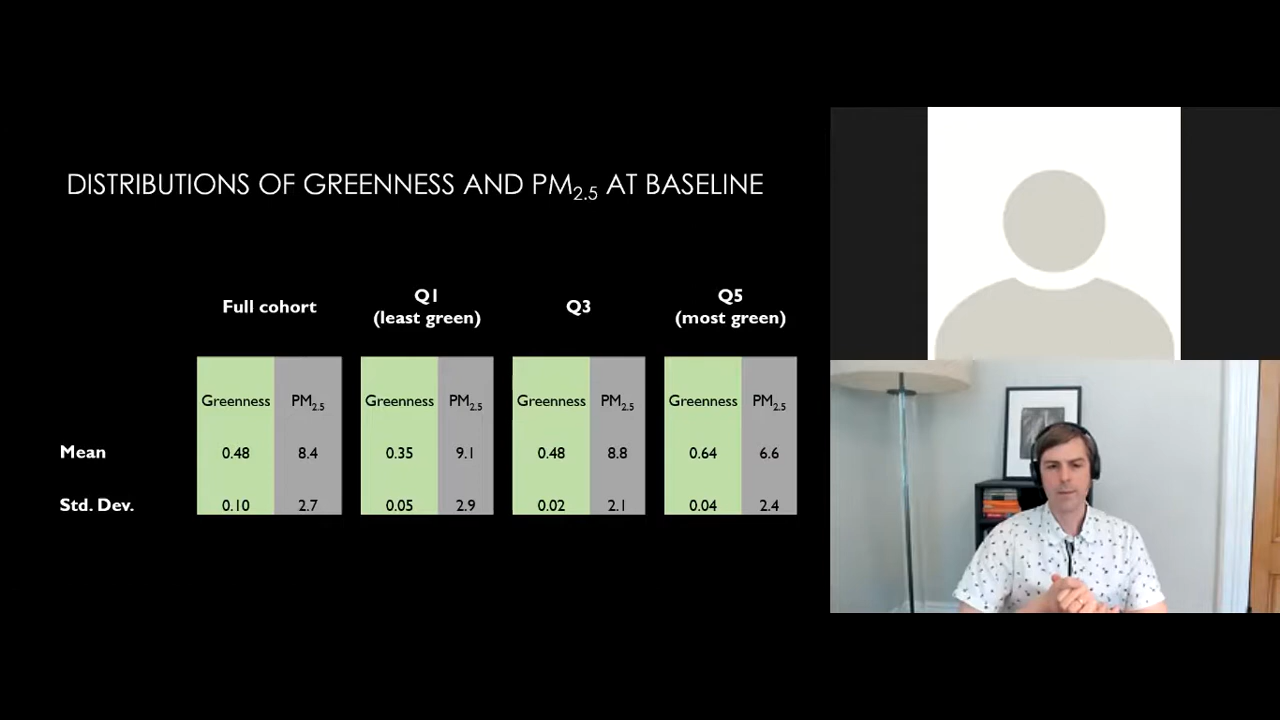 DISTRIBUTIONS OF GREENNESS AND PM2.5 AT BASELINE
Full cohort
Q1
(least green)
Q3
Q5
(most green)
Greenness PM2.5 Greenness PM2.5 Greenness PM2.5 Greenness PM2.5
Mean 0.48 8.4 0.35 9.1 0.48 8.8 0.64 6.6
Std. Dev. 0.10 2.7 0.05 2.9 0.02 2.1 0.04 2.4